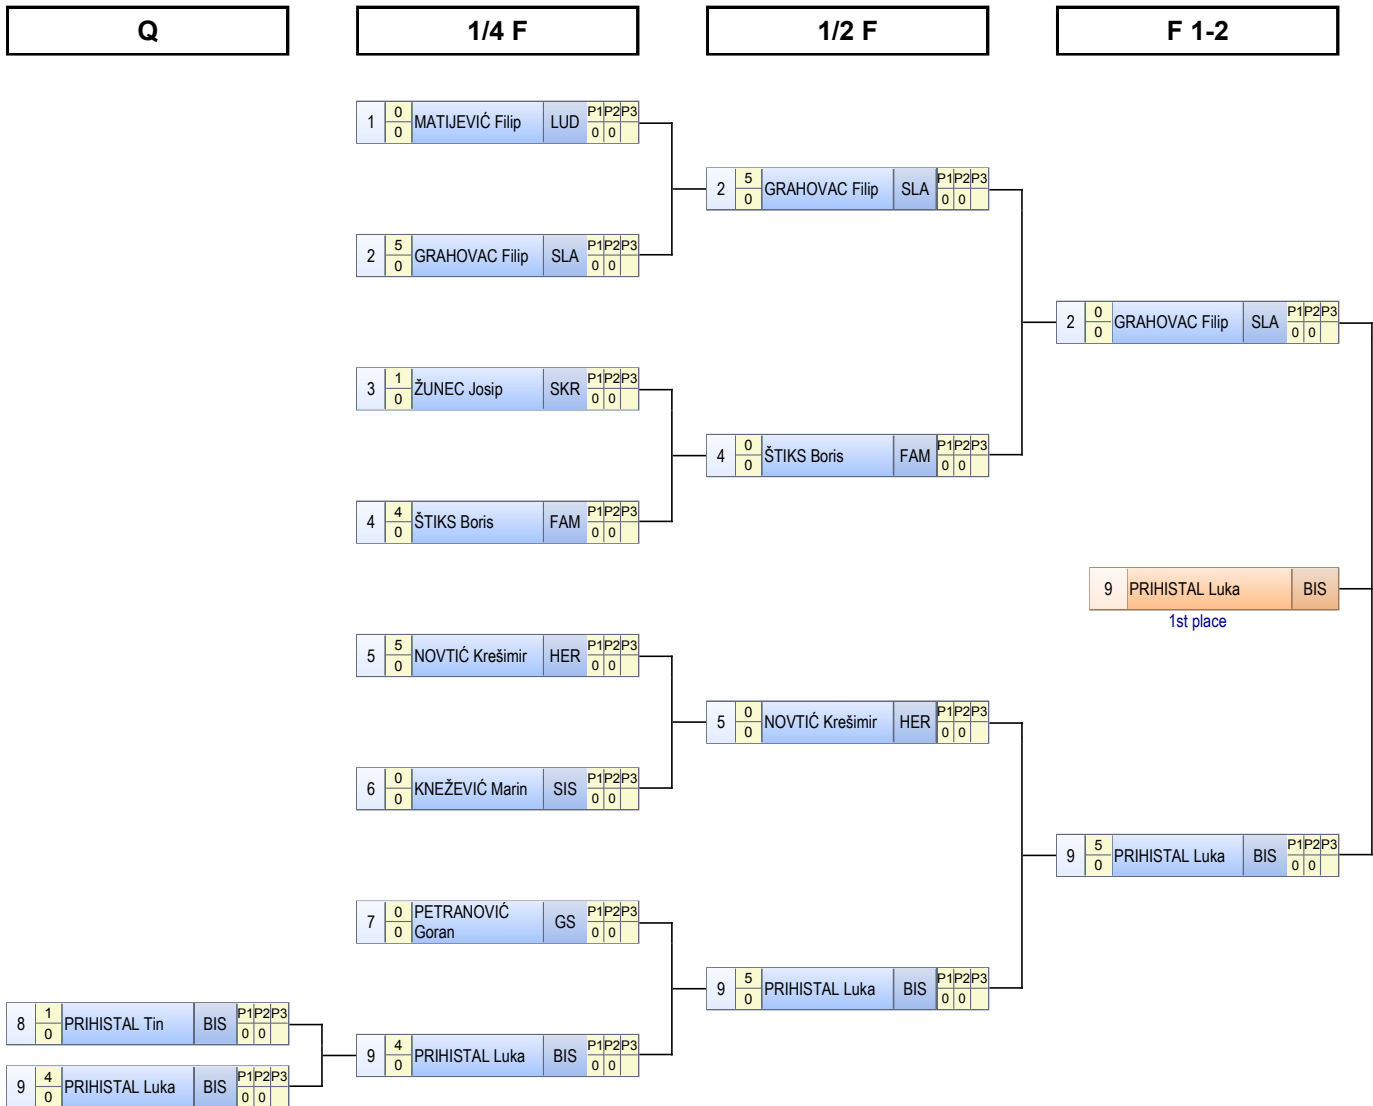 Q 1/4 F 1/2 F F 1-2
1 0 MATIJEVIĆ Filip LUD P1 P2 P3
0 0 0
2 5 GRAHOVAC Filip SLA P1 P2 P3
0 0 0
2 5 GRAHOVAC Filip SLA P1 P2 P3
0 0 0
2 0 GRAHOVAC Filip SLA P1 P2 P3
0 0 0
3 1 ŽUNEC Josip SKR P1 P2 P3
0 0 0
4 0 ŠTIKS Boris FAM P1 P2 P3
0 0 0
4 4 ŠTIKS Boris FAM P1 P2 P3
0 0 0
9 PRIHISTAL Luka BIS
1st place
5 5 NOVTIĆ Krešimir HER P1 P2 P3
0 0 0
5 0 NOVTIĆ Krešimir HER P1 P2 P3
0 0 0
6 0 KNEŽEVIĆ Marin SIS P1 P2 P3
0 0 0
9 5 PRIHISTAL Luka BIS P1 P2 P3
0 0 0
7 0 PETRANOVIĆ GS P1 P2 P3
0 Goran 0 0
9 5 PRIHISTAL Luka BIS P1 P2 P3
0 0 0
8 1 PRIHISTAL Tin BIS P1 P2 P3
0 0 0
9 4 PRIHISTAL Luka BIS P1 P2 P3
0 0 0
9 4 PRIHISTAL Luka BIS P1 P2 P3
0 0 0